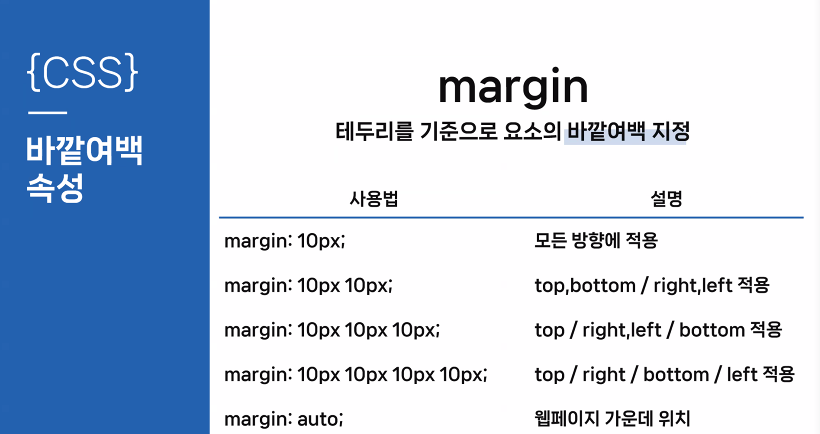 {CSS}
바깥여백
속성
margin
테두리를 기준으로 요소의 바깥여백 지정
사용법 설명
margin: 10px; 모든 방향에 적용
margin: 10px 10px; top,bottom / right,left 적용
margin: 10px 10px 10px; top / right,left / bottom 적용
margin: 10px 10px 10px 10px; top / right / bottom / left 적용
margin: auto; 웹페이지 가운데 위치